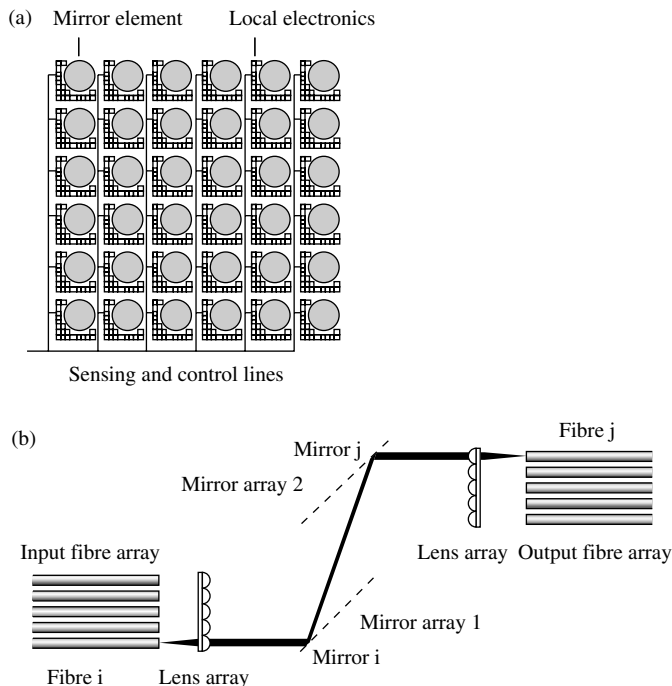 (a)
Mirror element
Local electronics
Sensing and control lines
(b)
Fibre j
Mirror j
Mirror array 2
Input fibre array
Lens array
Output fibre array
Mirror array 1
Mirror i
Fibre i
Lens array